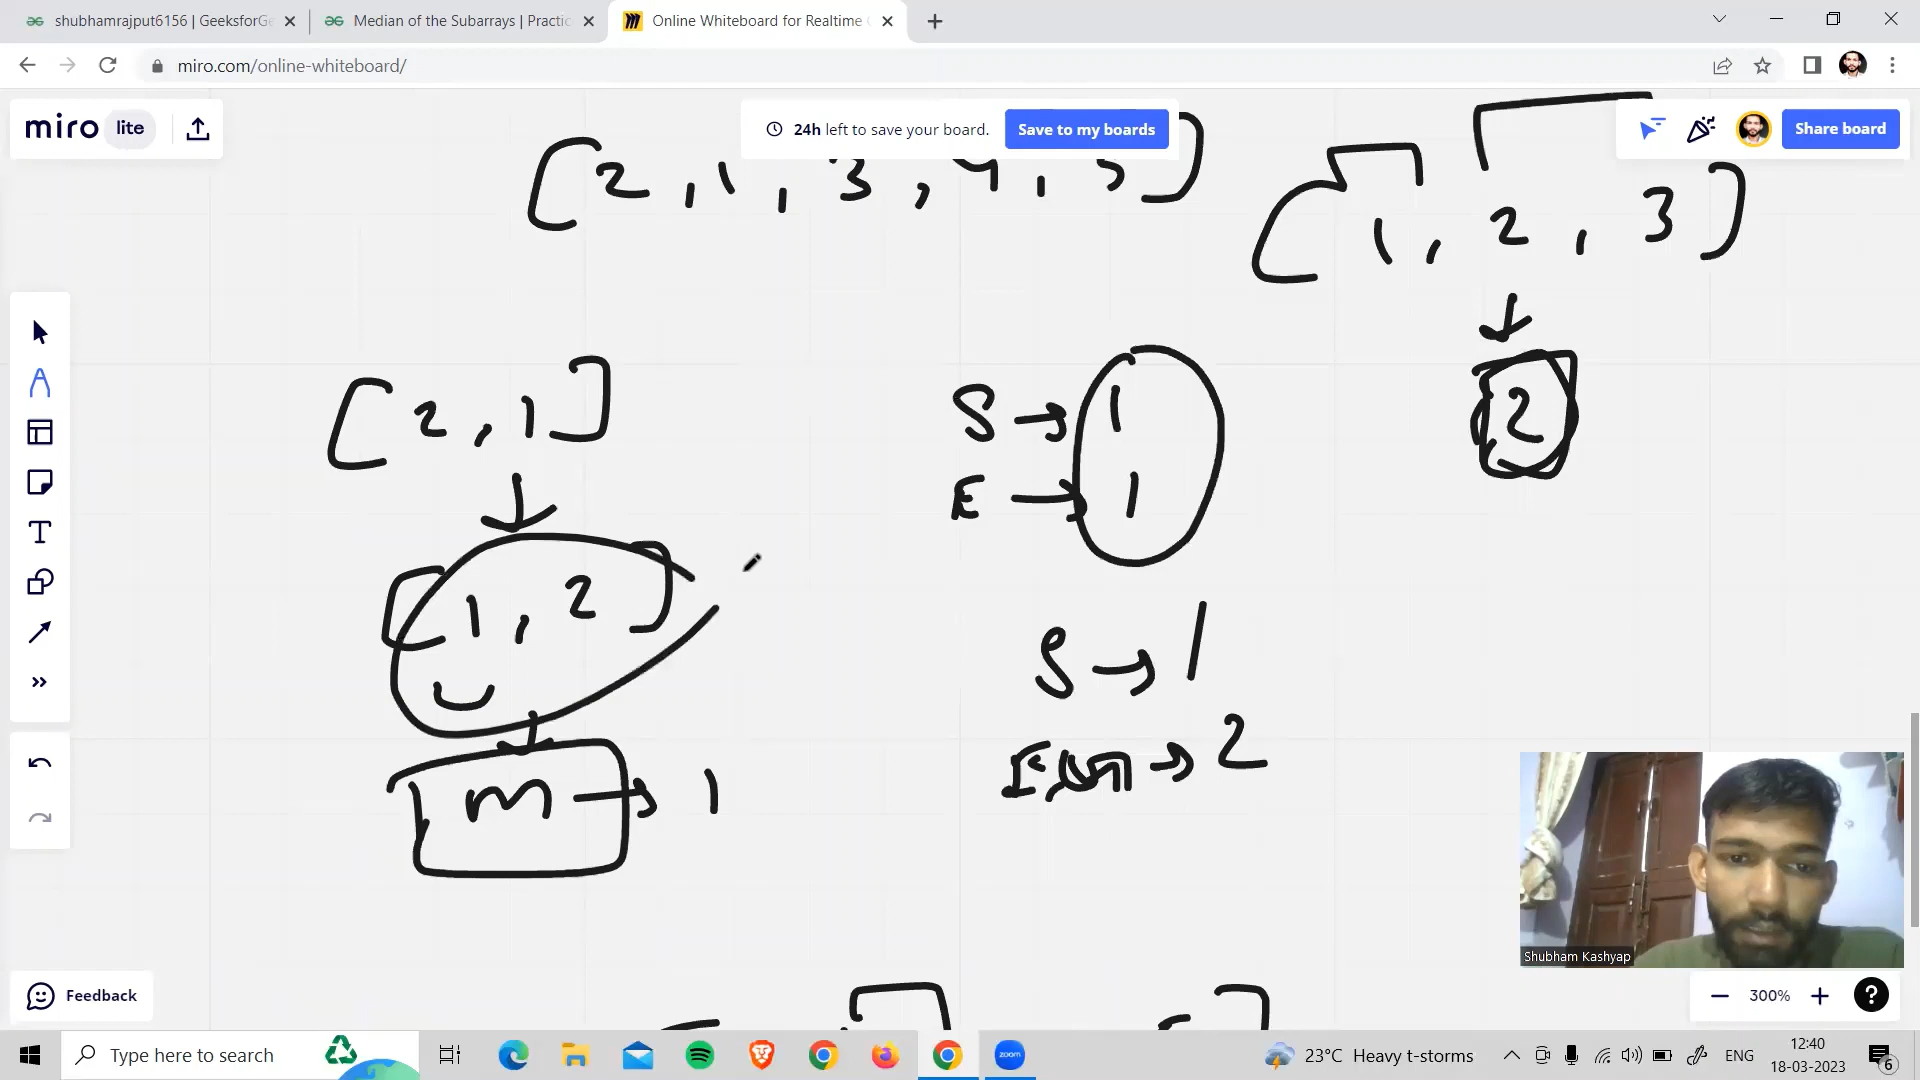 shubhamrajput6156 | GeeksforGe
Median of the Subarrays | Practic
Online Whiteboard for Realtime C
miro.com/online-whiteboard/
miro lite
24h left to save your board.
Save to my boards
Share board
[2, 1, 3, 4, 5]
[1, 2, 3]
[2, 1]
S → 1
E → 1
2
[1, 2]
S → 1
→ 2
m → 1
Shubham Kashyap
Feedback
300%
?
Type here to search
zoom
23°C Heavy t-storms
ENG
12:40
18-03-2023
6